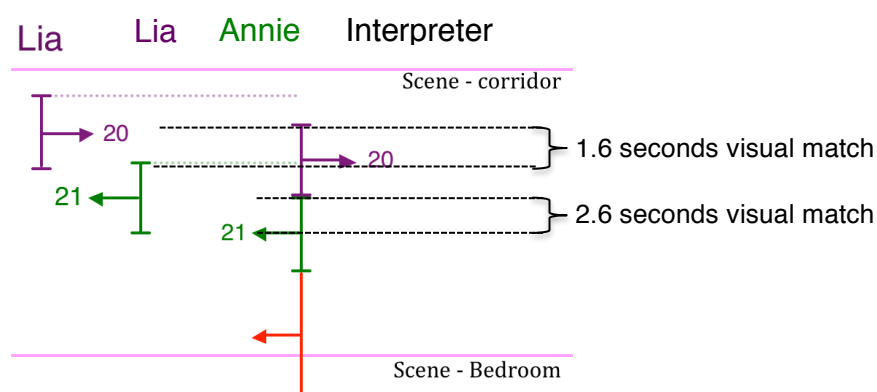 Lia Lia Annie Interpreter
Scene - corridor
20
20
1.6 seconds visual match
21
2.6 seconds visual match
21
Scene - Bedroom